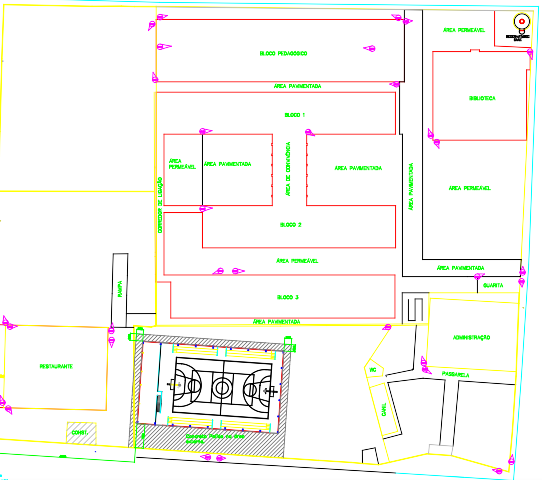 ÁREA PERMEÁVEL
BLOCO PEDAGÓGICO
ÁREA PAVIMENTADA
BIBLIOTECA
BLOCO 1
ÁREA PERMEÁVEL
ÁREA PAVIMENTADA
ÁREA DE CONVIVÊNCIA
ÁREA PAVIMENTADA
ÁREA PAVIMENTADA
ÁREA PERMEÁVEL
CORREDOR DE LIGAÇÃO
BLOCO 2
ÁREA PERMEÁVEL
ÁREA PAVIMENTADA
GUARITA
RAMPA
BLOCO 3
ÁREA PAVIMENTADA
ADMINISTRAÇÃO
RESTAURANTE
WC
PASSARELA